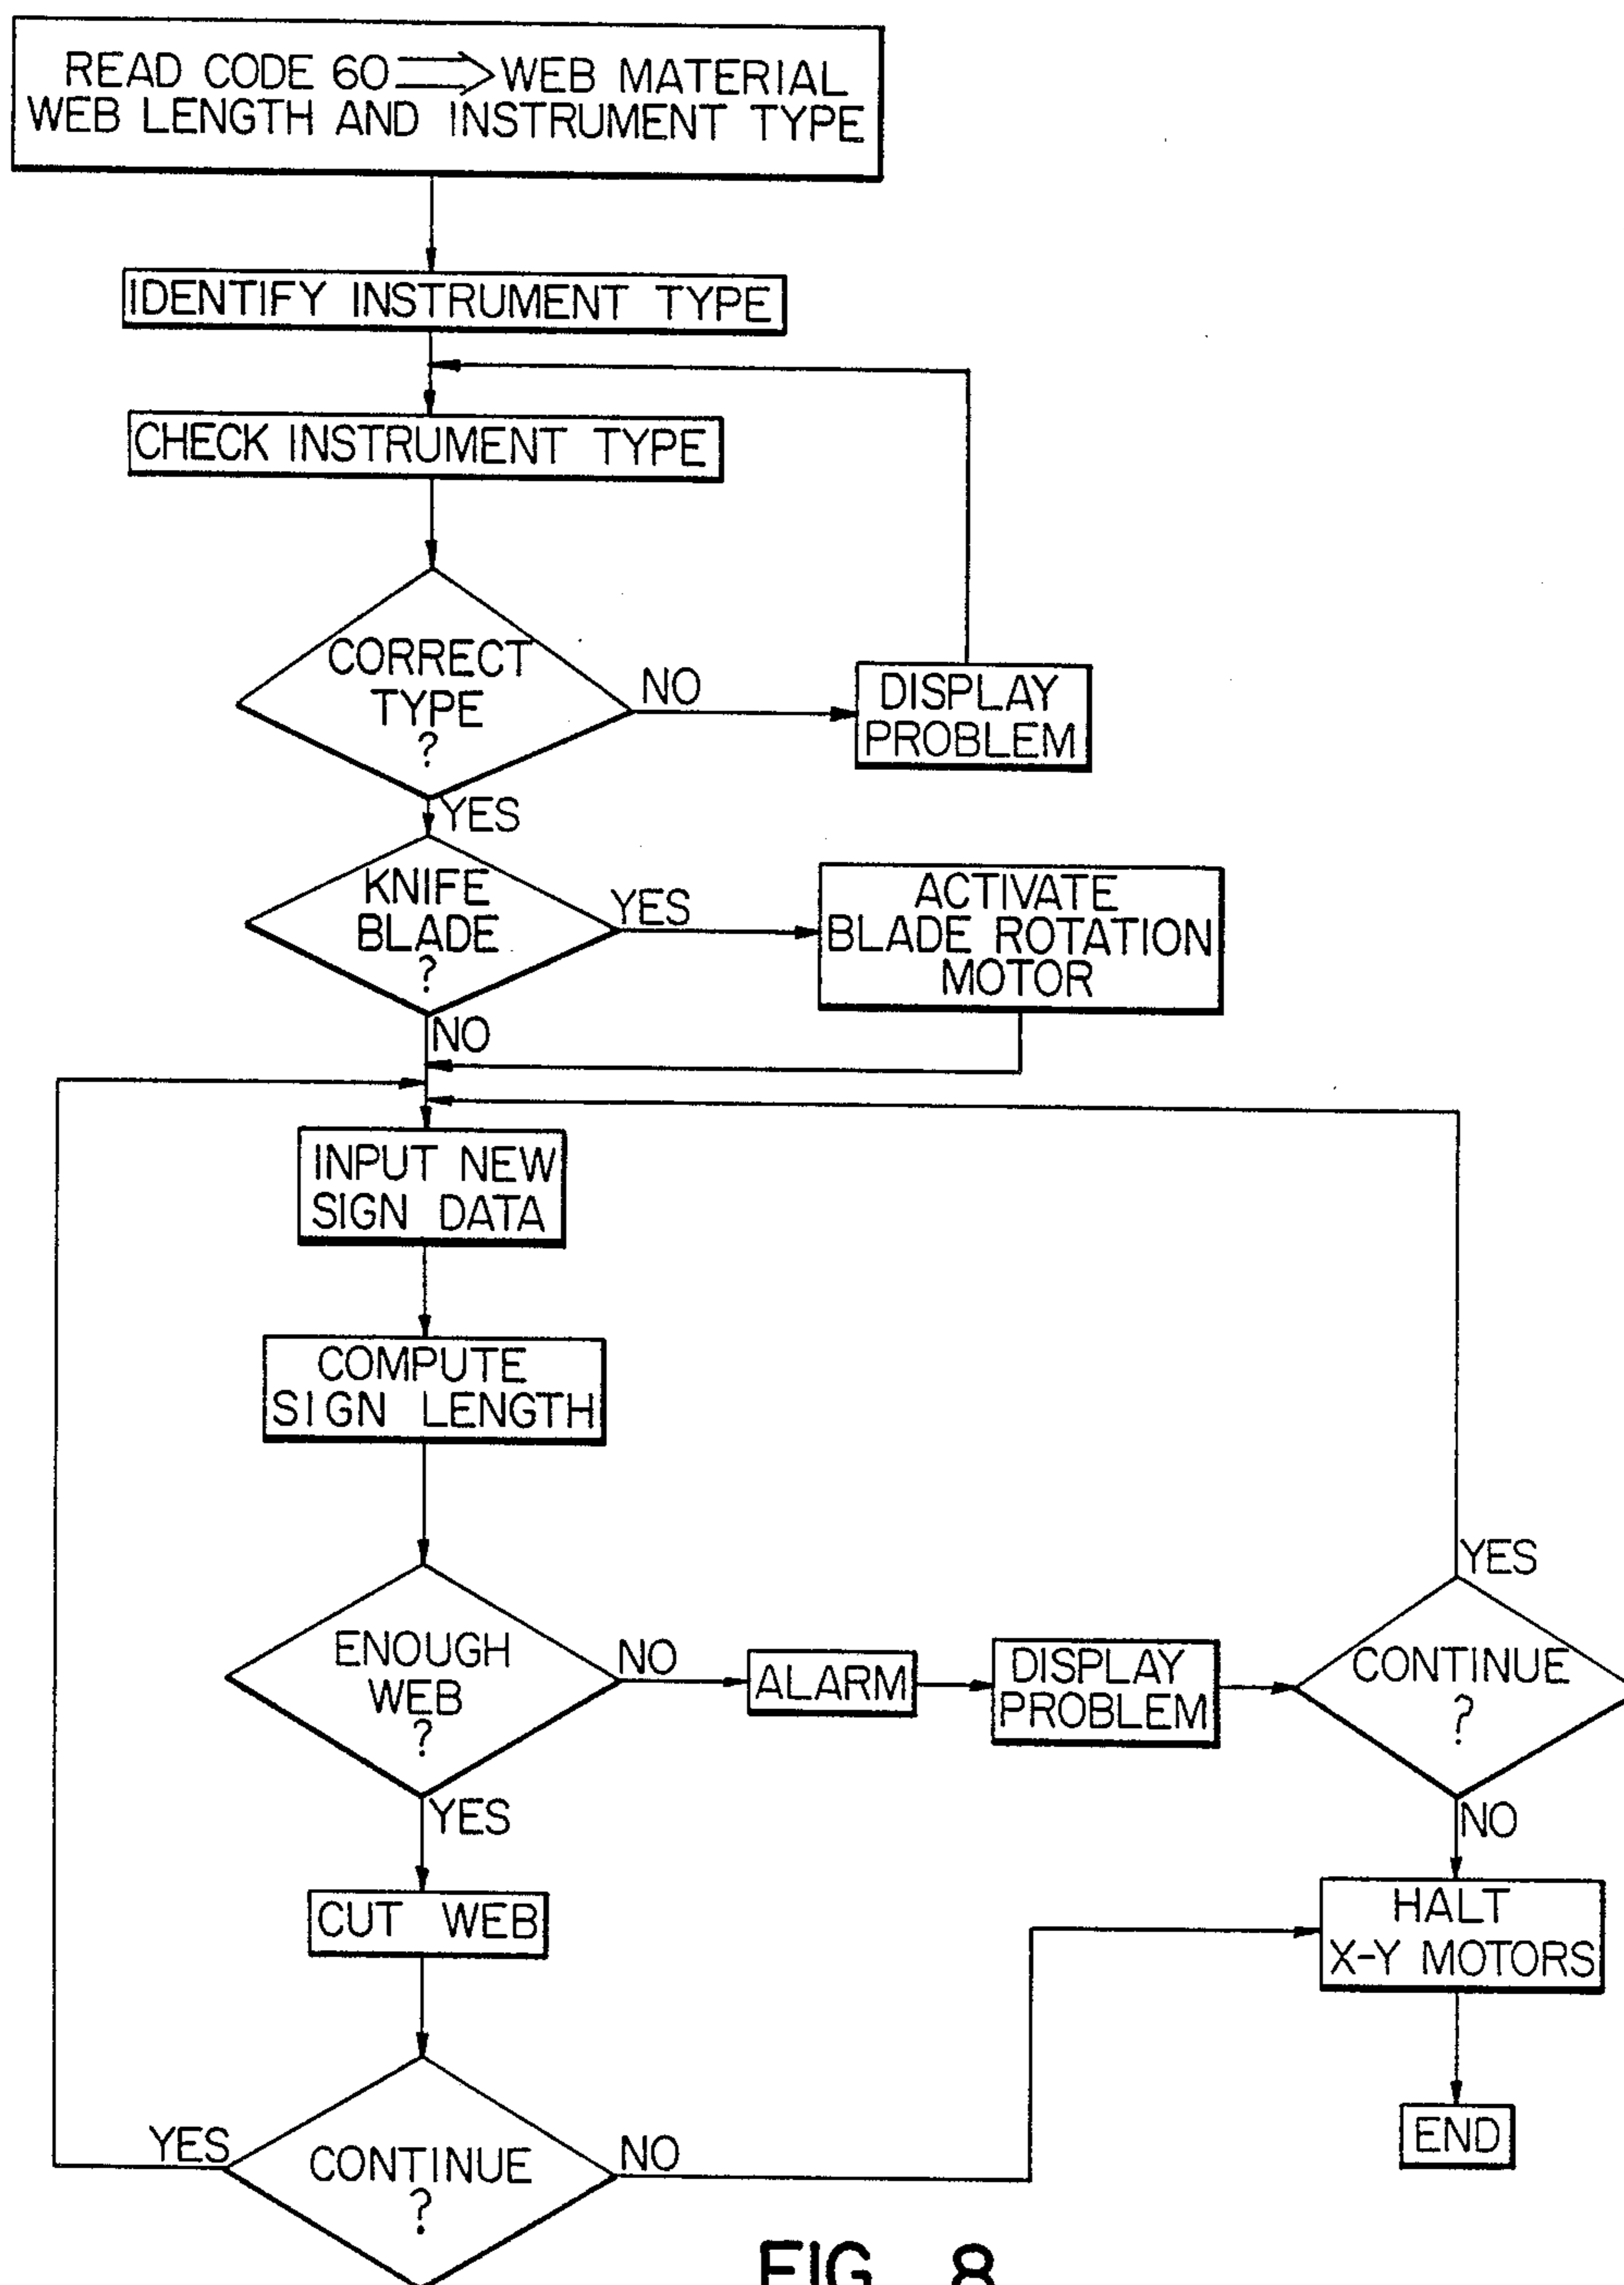 READ CODE 60 ⟹ WEB MATERIAL
WEB LENGTH AND INSTRUMENT TYPE
IDENTIFY INSTRUMENT TYPE
CHECK INSTRUMENT TYPE
CORRECT
TYPE
?
NO
DISPLAY
PROBLEM
YES
KNIFE
BLADE
?
YES
ACTIVATE
BLADE ROTATION
MOTOR
NO
INPUT NEW
SIGN DATA
COMPUTE
SIGN LENGTH
ENOUGH
WEB
?
NO
ALARM
DISPLAY
PROBLEM
CONTINUE
?
YES
NO
YES
CUT WEB
HALT
X-Y MOTORS
END
CONTINUE
?
YES
NO
FIG. 8